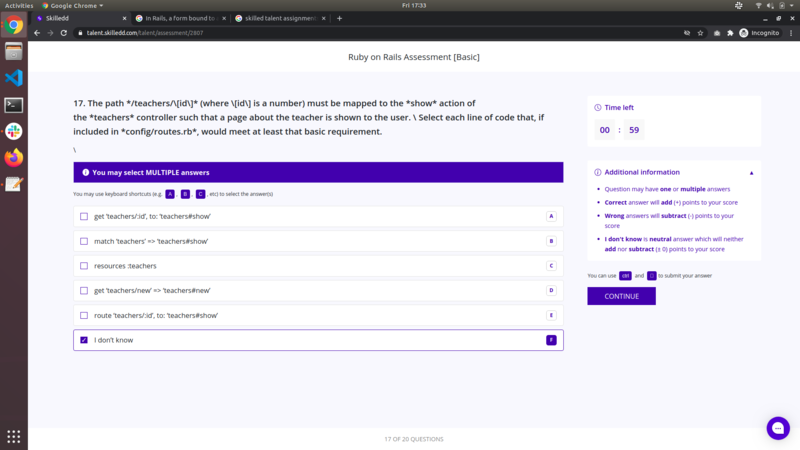 Activities
Google Chrome
Fri 17:33
Skilledd
In Rails, a form bound to
skilled talent assignment
talent.skilledd.com/talent/assessment/2807
Incognito
Ruby on Rails Assessment [Basic]
17. The path */teachers/\[id\]* (where \[id\] is a number) must be mapped to the *show* action of
the *teachers* controller such that a page about the teacher is shown to the user. \ Select each line of code that, if
included in *config/routes.rb*, would meet at least that basic requirement.
\
You may select MULTIPLE answers
You may use keyboard shortcuts (e.g. A , B , C , etc) to select the answer(s)
get 'teachers/:id', to: 'teachers#show' A
match 'teachers' => 'teachers#show' B
resources :teachers C
get 'teachers/new' => 'teachers#new' D
route 'teachers/:id', to: 'teachers#show' E
I don't know F
Time left
00 : 59
Additional information
Question may have one or multiple answers
Correct answer will add (+) points to your score
Wrong answers will subtract (-) points to your
score
I don't know is neutral answer which will neither
add nor subtract (± 0) points to your score
You can use ctrl and to submit your answer
CONTINUE
17 OF 20 QUESTIONS